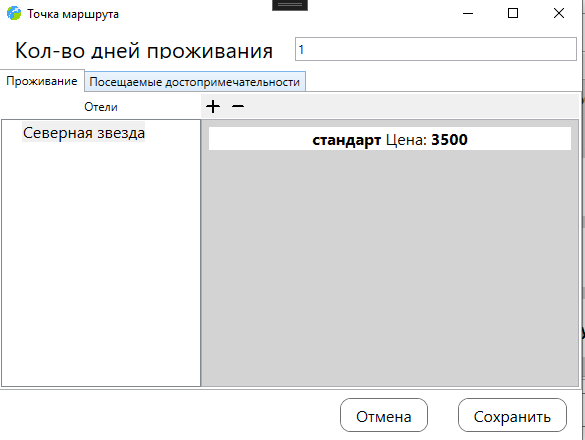 Точка маршрута
Кол-во дней проживания 1
Проживание Посещаемые достопримечательности
Отели + −
Северная звезда
стандарт Цена: 3500
Отмена Сохранить